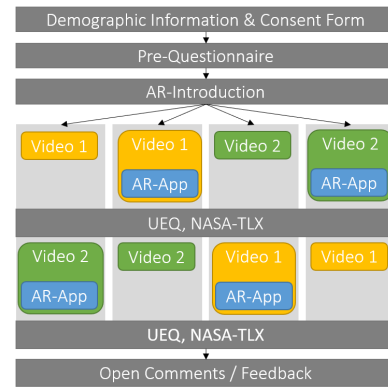 Demographic Information & Consent Form
Pre-Questionnaire
AR-Introduction
Video 1
Video 1
Video 2
Video 2
AR-App
AR-App
UEQ, NASA-TLX
Video 2
Video 2
Video 1
Video 1
AR-App
AR-App
UEQ, NASA-TLX
Open Comments / Feedback